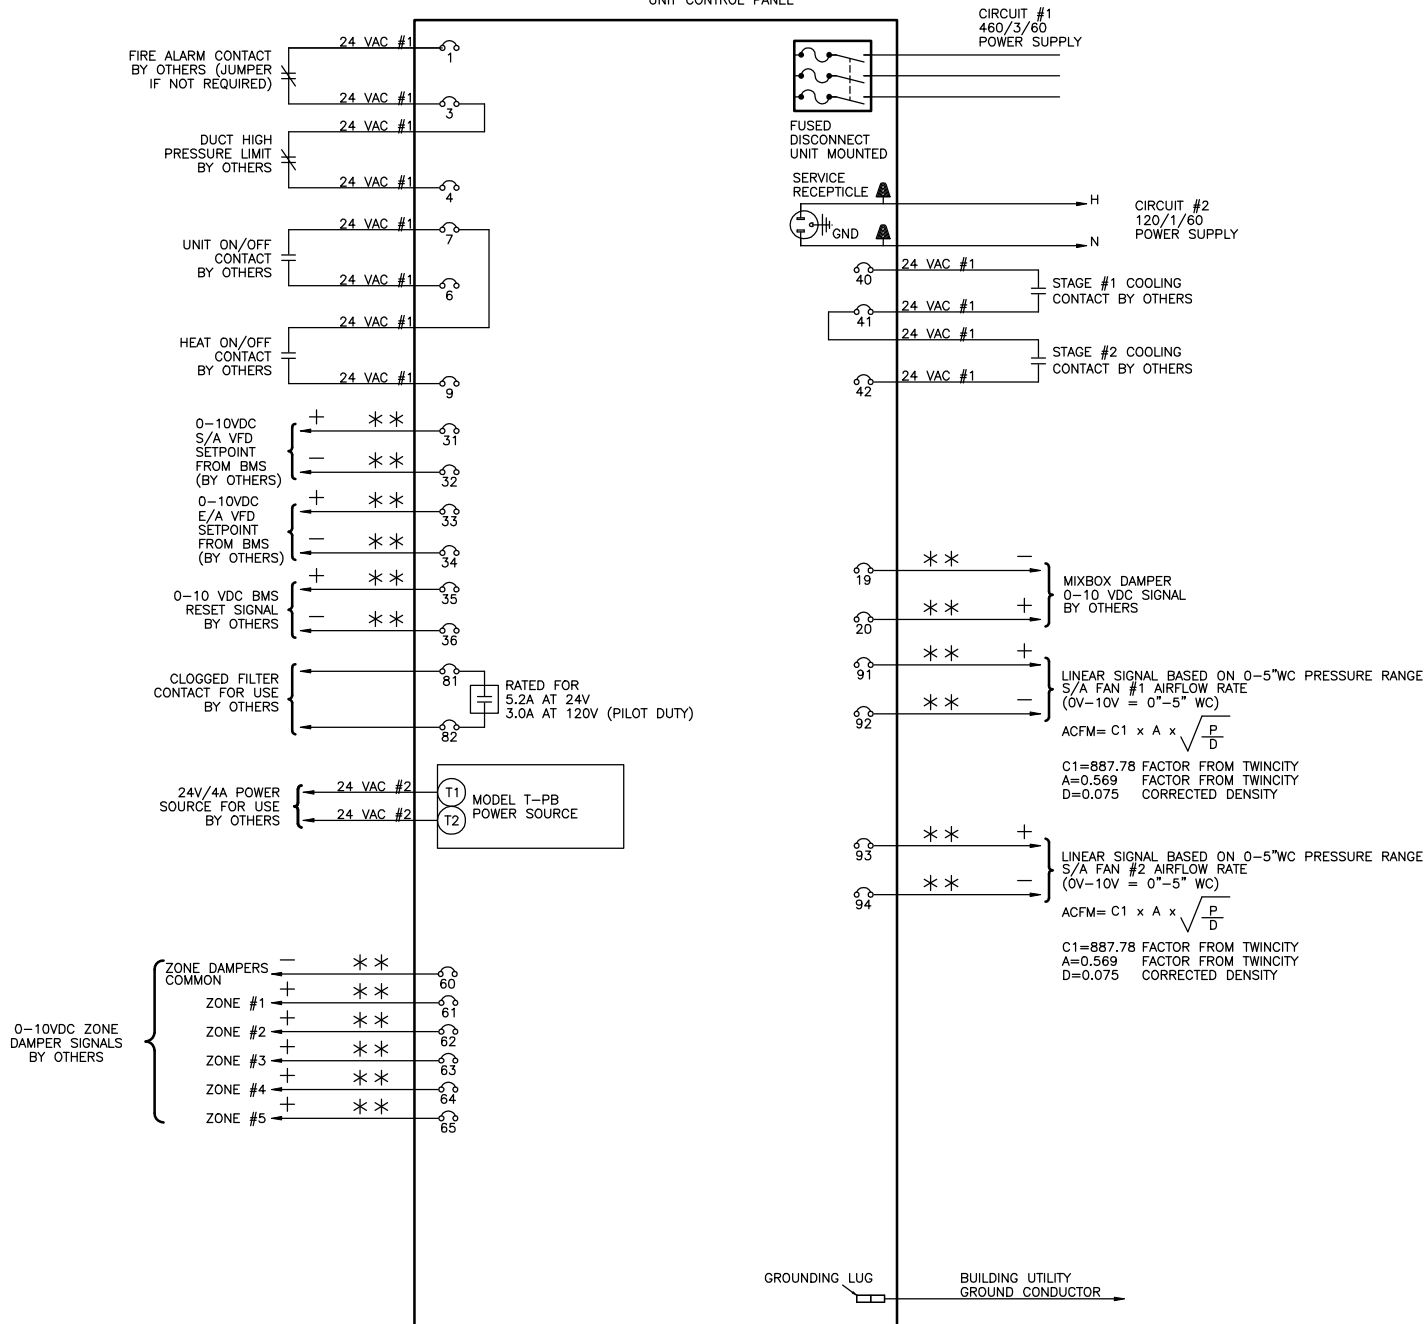 UNIT CONTROL PANEL
FIRE ALARM CONTACT
BY OTHERS (JUMPER
IF NOT REQUIRED)
24 VAC #1
1
24 VAC #1
3
24 VAC #1
DUCT HIGH
PRESSURE LIMIT
BY OTHERS
24 VAC #1
4
24 VAC #1
7
UNIT ON/OFF
CONTACT
BY OTHERS
24 VAC #1
6
24 VAC #1
HEAT ON/OFF
CONTACT
BY OTHERS
24 VAC #1
9
0-10VDC
S/A VFD
SETPOINT
FROM BMS
(BY OTHERS)
+ ** 31
- ** 32
0-10VDC
E/A VFD
SETPOINT
FROM BMS
(BY OTHERS)
+ ** 33
- ** 34
0-10 VDC BMS
RESET SIGNAL
BY OTHERS
+ ** 35
- ** 36
CLOGGED FILTER
CONTACT FOR USE
BY OTHERS
81
RATED FOR
5.2A AT 24V
3.0A AT 120V (PILOT DUTY)
82
24V/4A POWER
SOURCE FOR USE
BY OTHERS
24 VAC #2
T1
24 VAC #2
T2
MODEL T-PB
POWER SOURCE
0-10VDC ZONE
DAMPER SIGNALS
BY OTHERS
ZONE DAMPERS
COMMON
- ** 60
ZONE #1 + ** 61
ZONE #2 + ** 62
ZONE #3 + ** 63
ZONE #4 + ** 64
ZONE #5 + ** 65
CIRCUIT #1
460/3/60
POWER SUPPLY
FUSED
DISCONNECT
UNIT MOUNTED
SERVICE
RECEPTICLE
GND
H
N
CIRCUIT #2
120/1/60
POWER SUPPLY
40
24 VAC #1
STAGE #1 COOLING
CONTACT BY OTHERS
41
24 VAC #1
24 VAC #1
STAGE #2 COOLING
CONTACT BY OTHERS
42
24 VAC #1
19 ** -
20 ** +
MIXBOX DAMPER
0-10 VDC SIGNAL
BY OTHERS
91 ** +
92 ** -
LINEAR SIGNAL BASED ON 0-5"WC PRESSURE RANGE
S/A FAN #1 AIRFLOW RATE
(0V-10V = 0"-5" WC)
ACFM= C1 x A x √P/D
C1=887.78 FACTOR FROM TWINCITY
A=0.569 FACTOR FROM TWINCITY
D=0.075 CORRECTED DENSITY
93 ** +
94 ** -
LINEAR SIGNAL BASED ON 0-5"WC PRESSURE RANGE
S/A FAN #2 AIRFLOW RATE
(0V-10V = 0"-5" WC)
ACFM= C1 x A x √P/D
C1=887.78 FACTOR FROM TWINCITY
A=0.569 FACTOR FROM TWINCITY
D=0.075 CORRECTED DENSITY
GROUNDING LUG
BUILDING UTILITY
GROUND CONDUCTOR